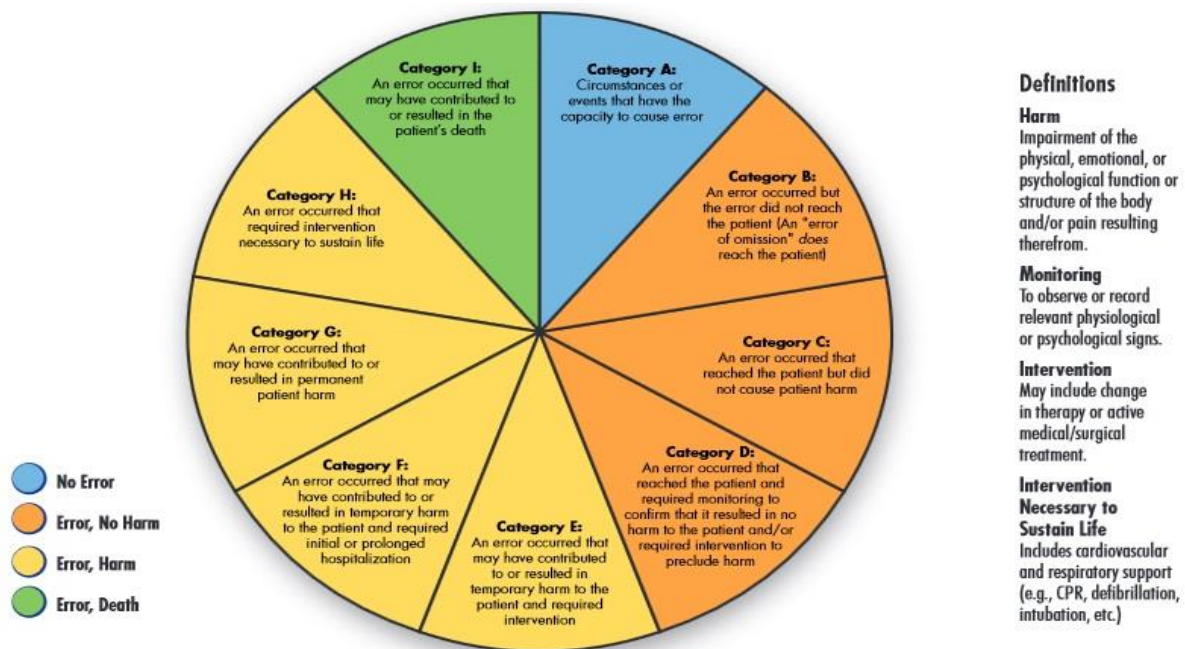 Category I:
An error occurred that
may have contributed to
or resulted in the
patient's death
Category A:
Circumstances or
events that have the
capacity to cause error
Category B:
An error occurred but
the error did not reach
the patient (An "error
of omission" does
reach the patient)
Category C:
An error occurred that
reached the patient but did
not cause patient harm
Category D:
An error occurred that
reached the patient and
required monitoring to
confirm that it resulted in no
harm to the patient and/or
required intervention to
preclude harm
Category E:
An error occurred that
may have contributed
to or resulted in
temporary harm to the
patient and required
intervention
Category F:
An error occurred that may
have contributed to or
resulted in temporary harm
to the patient and required
initial or prolonged
hospitalization
Category G:
An error occurred that
may have contributed to or
resulted in permanent
patient harm
Category H:
An error occurred that
required intervention
necessary to sustain life
No Error
Error, No Harm
Error, Harm
Error, Death
Definitions
Harm
Impairment of the
physical, emotional, or
psychological function or
structure of the body
and/or pain resulting
therefrom.
Monitoring
To observe or record
relevant physiological
or psychological signs.
Intervention
May include change
in therapy or active
medical/surgical
treatment.
Intervention
Necessary to
Sustain Life
Includes cardiovascular
and respiratory support
(e.g., CPR, defibrillation,
intubation, etc.)